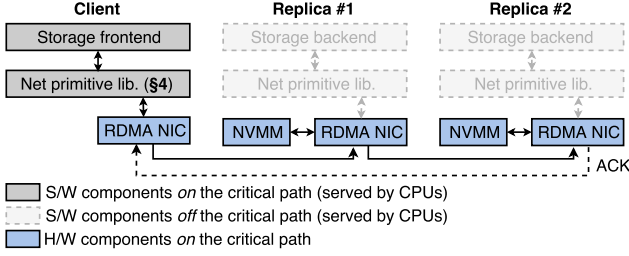 Client Replica #1 Replica #2
Storage frontend Storage backend Storage backend
Net primitive lib. (§4) Net primitive lib. Net primitive lib.
RDMA NIC NVMM RDMA NIC NVMM RDMA NIC
ACK
S/W components on the critical path (served by CPUs)
S/W components off the critical path (served by CPUs)
H/W components on the critical path